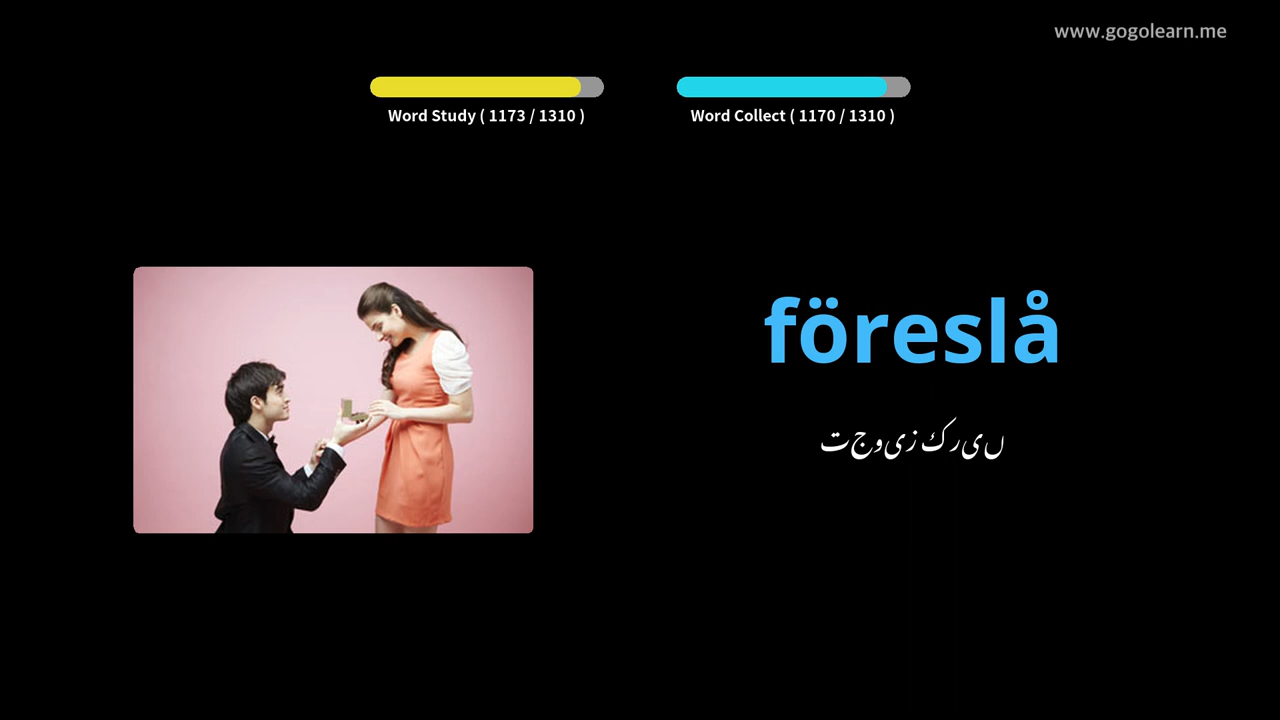 www.gogolearn.me
Word Study ( 1173 / 1310 )
Word Collect ( 1170 / 1310 )
föreslå
تجویز کریں